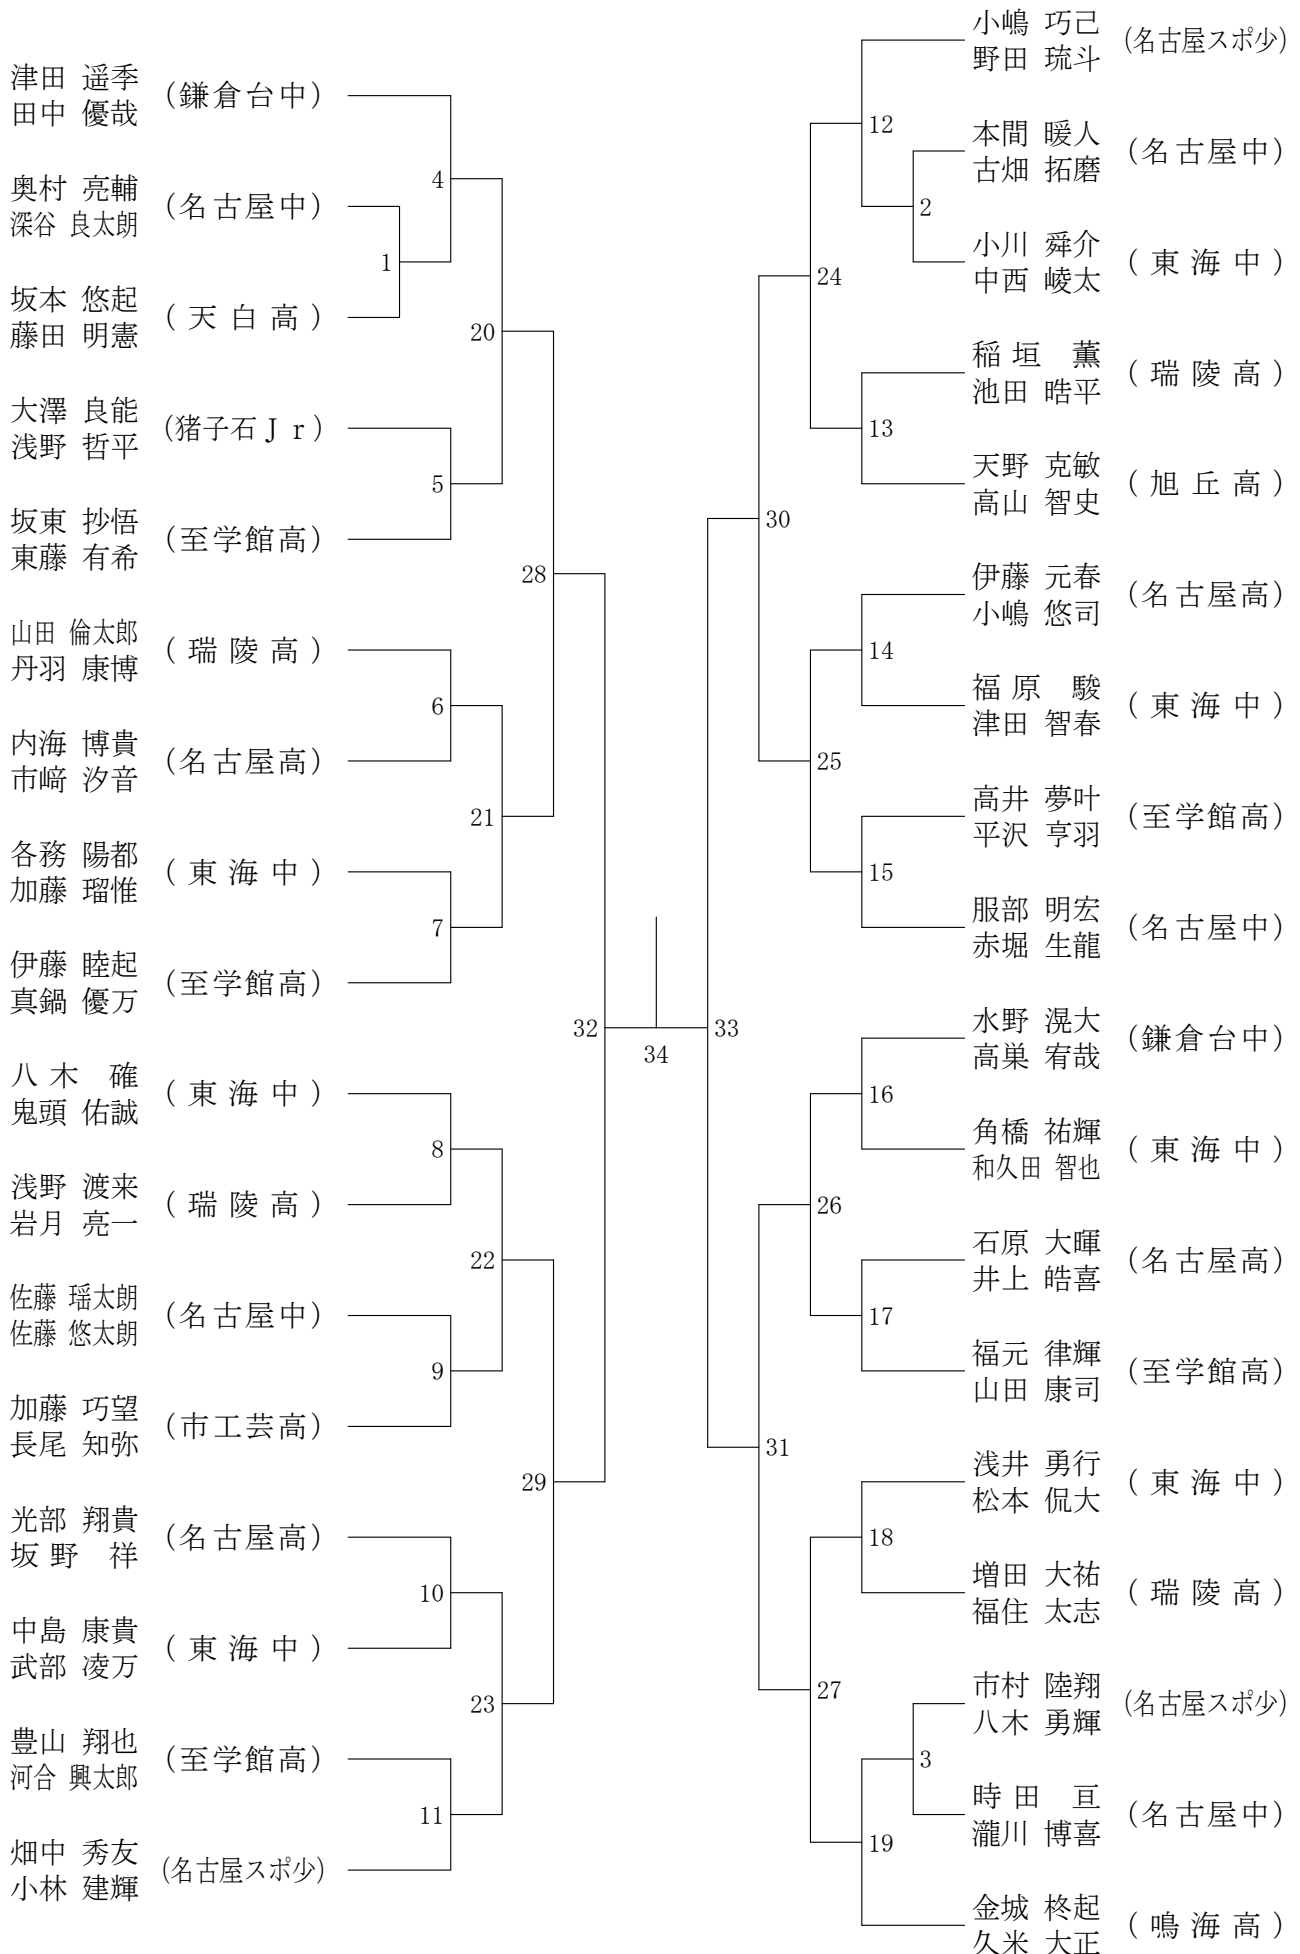 津田 遥季
田中 優哉
(鎌倉台中)
奥村 亮輔
深谷 良太朗
(名古屋中)
坂本 悠起
藤田 明憲
(天白高)
大澤 良能
浅野 哲平
(猪子石Jr)
坂東 抄悟
東藤 有希
(至学館高)
山田 倫太郎
丹羽 康博
(瑞陵高)
内海 博貴
市﨑 汐音
(名古屋高)
各務 陽都
加藤 瑠惟
(東海中)
伊藤 睦起
真鍋 優万
(至学館高)
八木 確
鬼頭 佑誠
(東海中)
浅野 渡来
岩月 亮一
(瑞陵高)
佐藤 瑶太朗
佐藤 悠太朗
(名古屋中)
加藤 巧望
長尾 知弥
(市工芸高)
光部 翔貴
坂野 祥
(名古屋高)
中島 康貴
武部 凌万
(東海中)
豊山 翔也
河合 興太郎
(至学館高)
畑中 秀友
小林 建輝
(名古屋スポ少)
1
4
5
6
7
8
9
10
11
20
21
22
23
28
29
32
34
33
30
31
24
25
26
27
12
2
13
14
15
16
17
18
3
19
小嶋 巧己
野田 琉斗
(名古屋スポ少)
本間 暖人
古畑 拓磨
(名古屋中)
小川 舜介
中西 崚太
(東海中)
稲垣 薫
池田 晧平
(瑞陵高)
天野 克敏
高山 智史
(旭丘高)
伊藤 元春
小嶋 悠司
(名古屋高)
福原 駿
津田 智春
(東海中)
高井 夢叶
平沢 亨羽
(至学館高)
服部 明宏
赤堀 生龍
(名古屋中)
水野 滉大
高巣 宥哉
(鎌倉台中)
角橋 祐輝
和久田 智也
(東海中)
石原 大暉
井上 皓喜
(名古屋高)
福元 律輝
山田 康司
(至学館高)
浅井 勇行
松本 侃大
(東海中)
増田 大祐
福住 太志
(瑞陵高)
市村 陸翔
八木 勇輝
(名古屋スポ少)
時田 亘
瀧川 博喜
(名古屋中)
金城 柊起
久米 大正
(鳴海高)